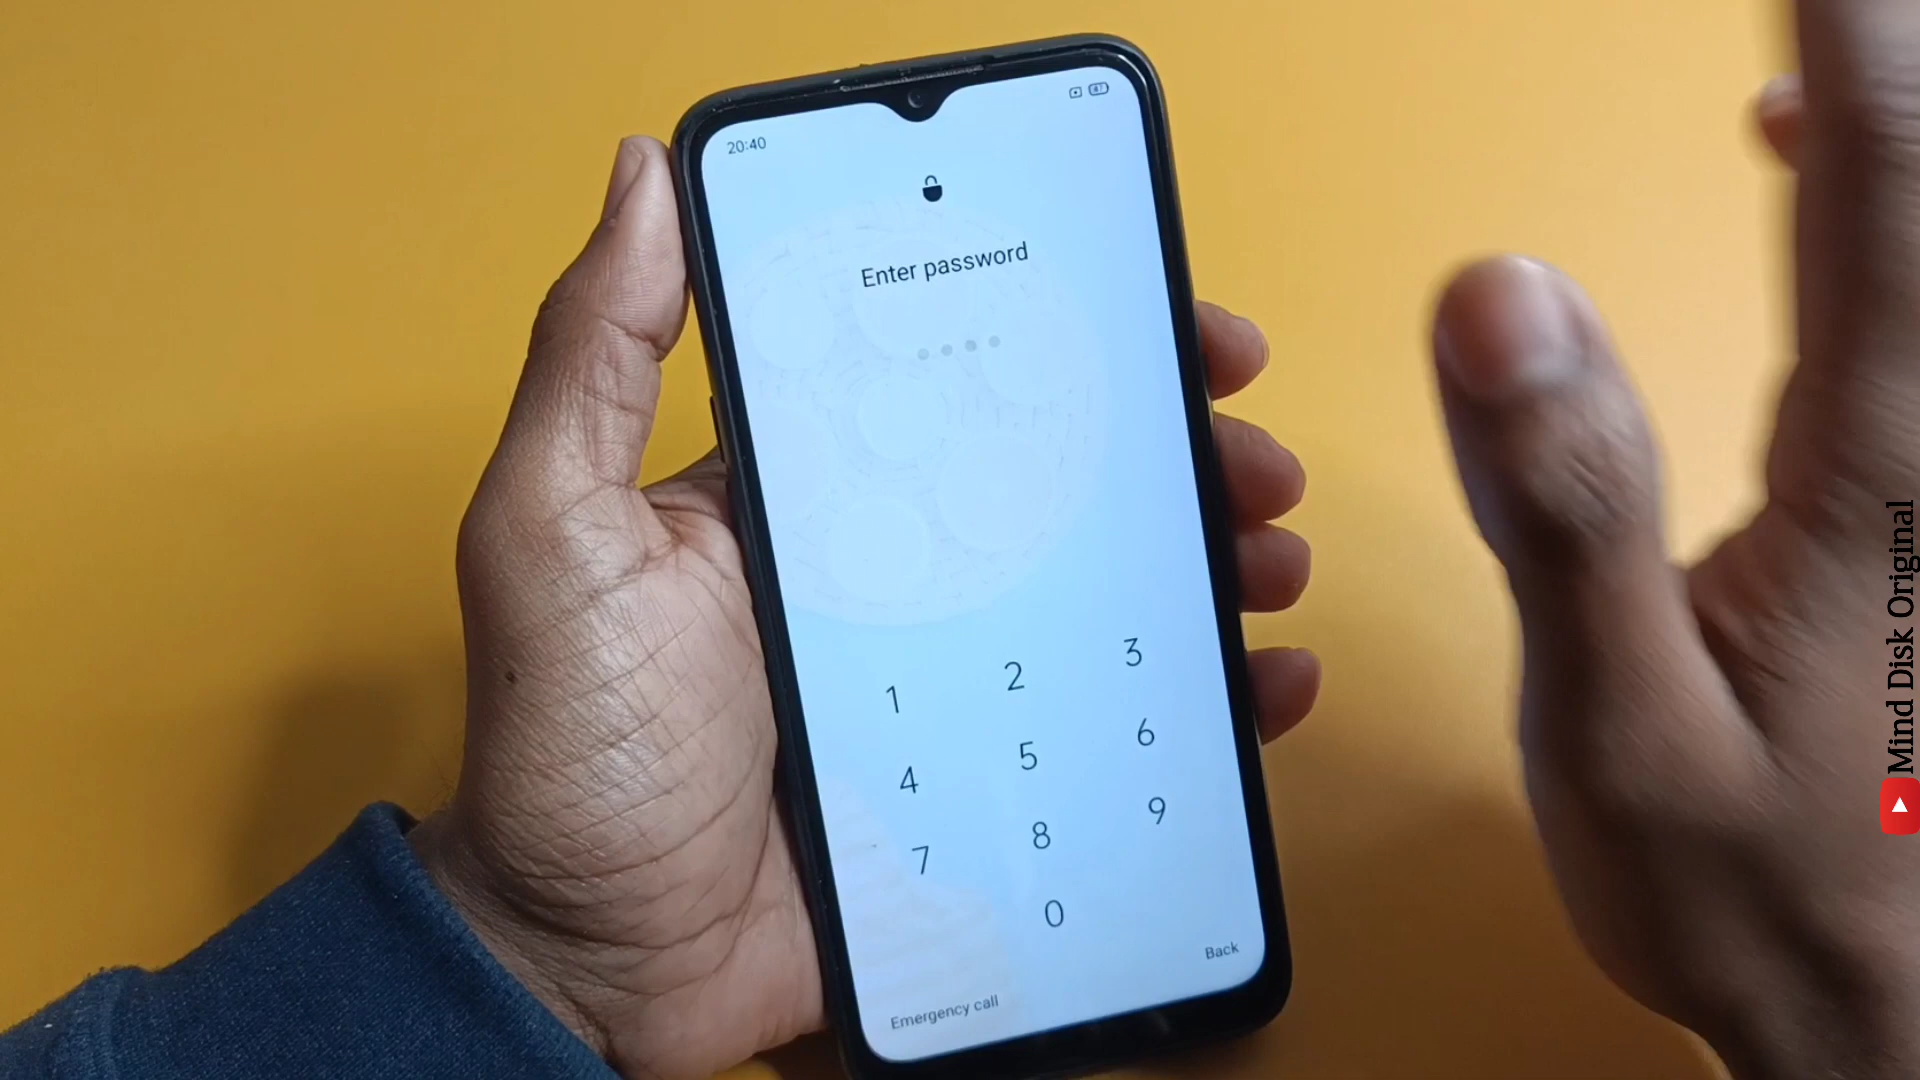 20:40
Enter password
1 2 3
4 5 6
7 8 9
0
Back
Emergency call
Mind Disk Original